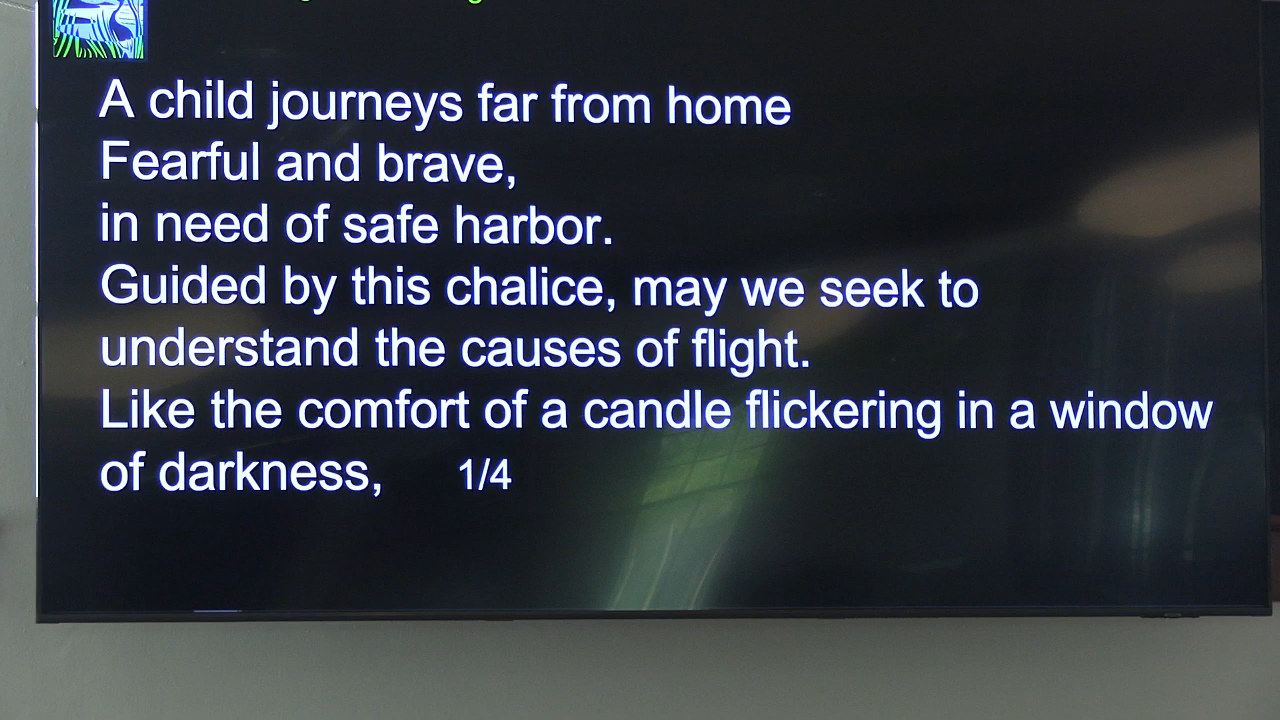 A child journeys far from home
Fearful and brave,
in need of safe harbor.
Guided by this chalice, may we seek to
understand the causes of flight.
Like the comfort of a candle flickering in a window
of darkness, 1/4